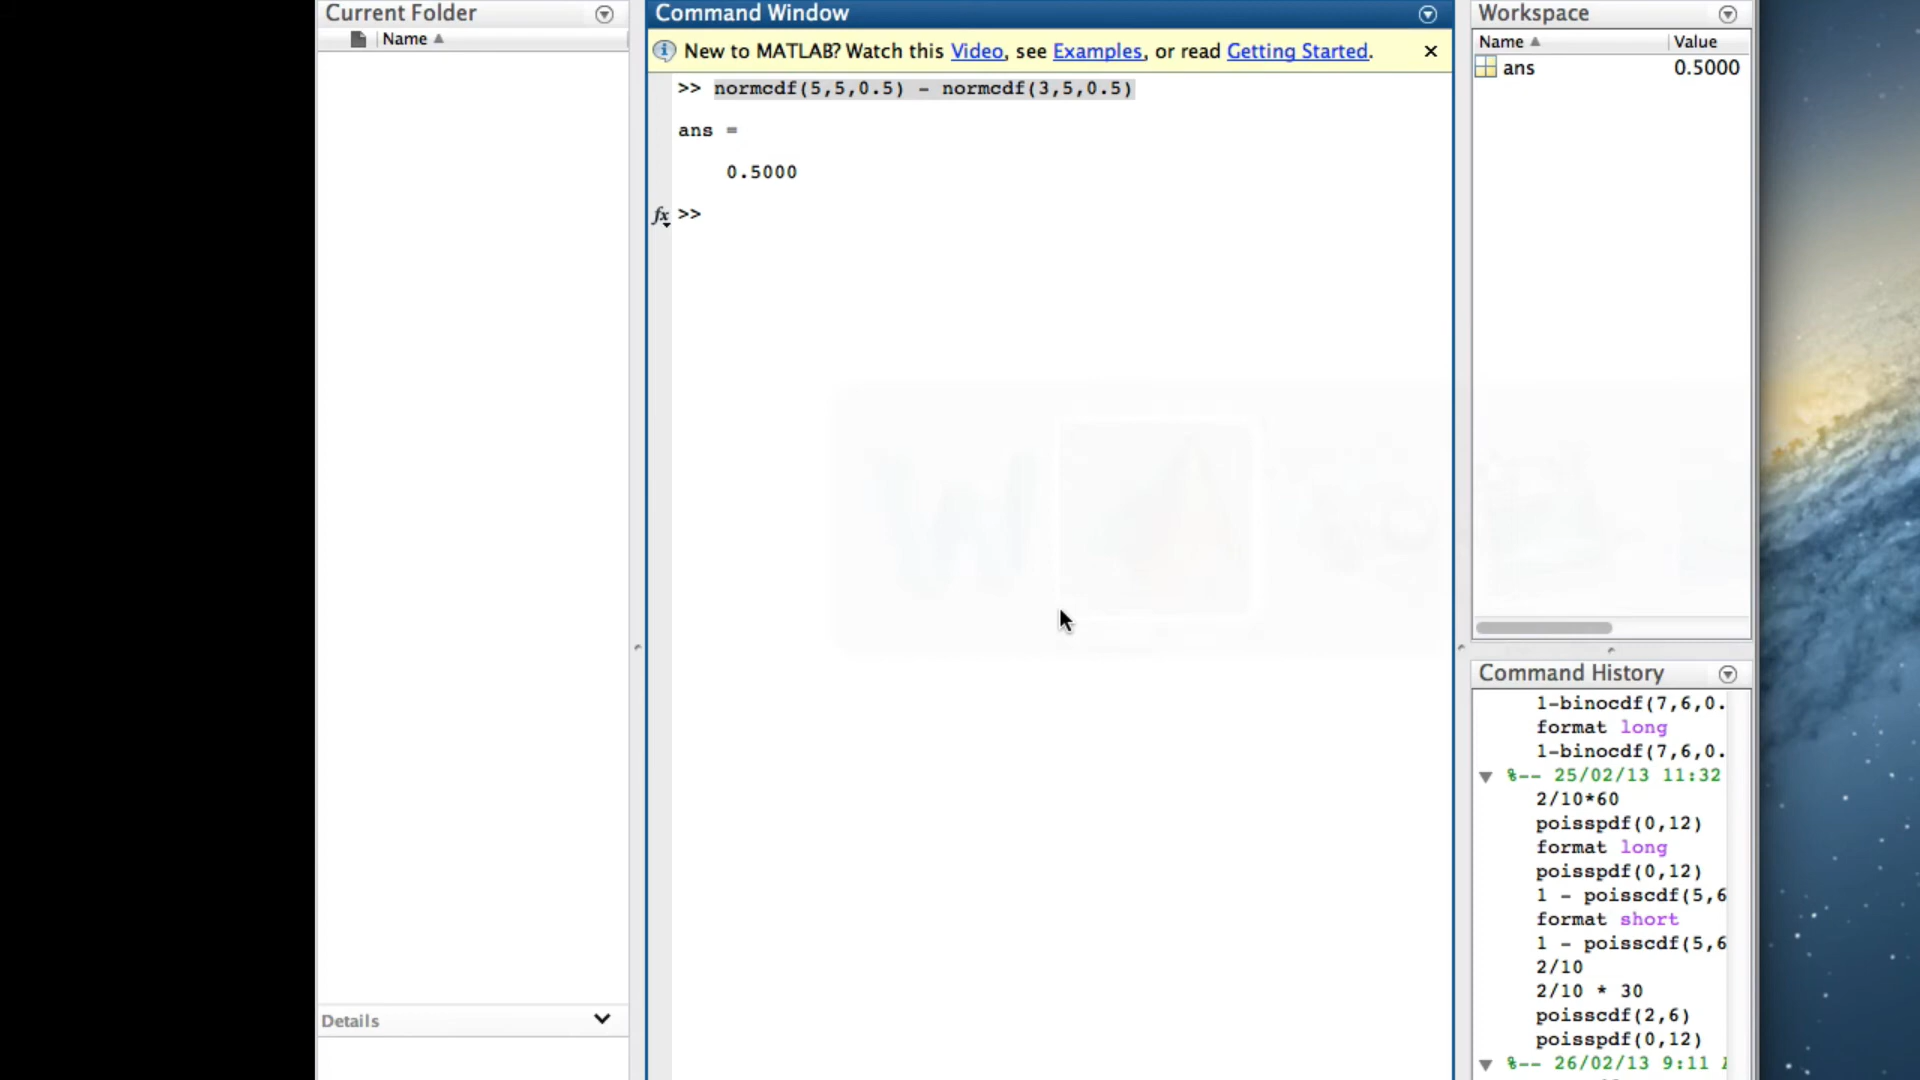 Current Folder
Name
Details
Command Window
New to MATLAB? Watch this Video, see Examples, or read Getting Started.
>> normcdf(5,5,0.5) - normcdf(3,5,0.5)
ans =
0.5000
fx >>
Workspace
Name Value
ans 0.5000
Command History
1-binocdf(7,6,0.
format long
1-binocdf(7,6,0.
%-- 25/02/13 11:32
2/10*60
poisspdf(0,12)
format long
poisspdf(0,12)
1 - poisscdf(5,6
format short
1 - poisscdf(5,6
2/10
2/10 * 30
poisscdf(2,6)
poisspdf(0,12)
%-- 26/02/13 9:11